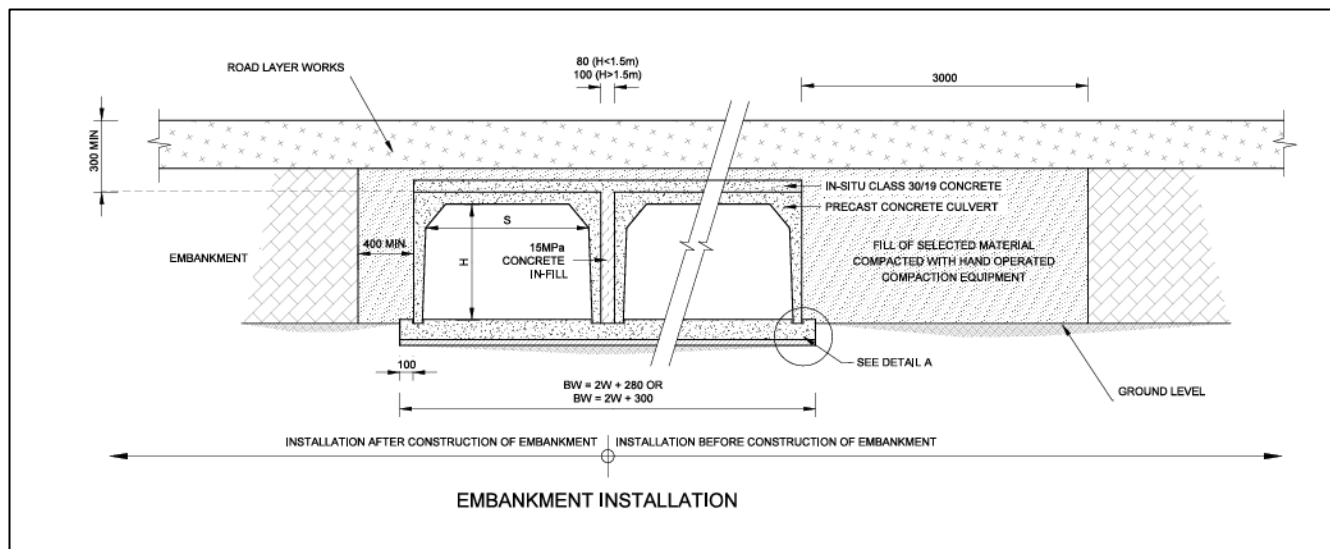 80 (H<1.5m)
100 (H>1.5m)
ROAD LAYER WORKS
3000
300 MIN
IN-SITU CLASS 30/19 CONCRETE
PRECAST CONCRETE CULVERT
S
400 MIN
H
15MPa
CONCRETE
IN-FILL
EMBANKMENT
FILL OF SELECTED MATERIAL
COMPACTED WITH HAND OPERATED
COMPACTION EQUIPMENT
100
SEE DETAIL A
BW = 2W + 280 OR
BW = 2W + 300
GROUND LEVEL
INSTALLATION AFTER CONSTRUCTION OF EMBANKMENT
INSTALLATION BEFORE CONSTRUCTION OF EMBANKMENT
EMBANKMENT INSTALLATION